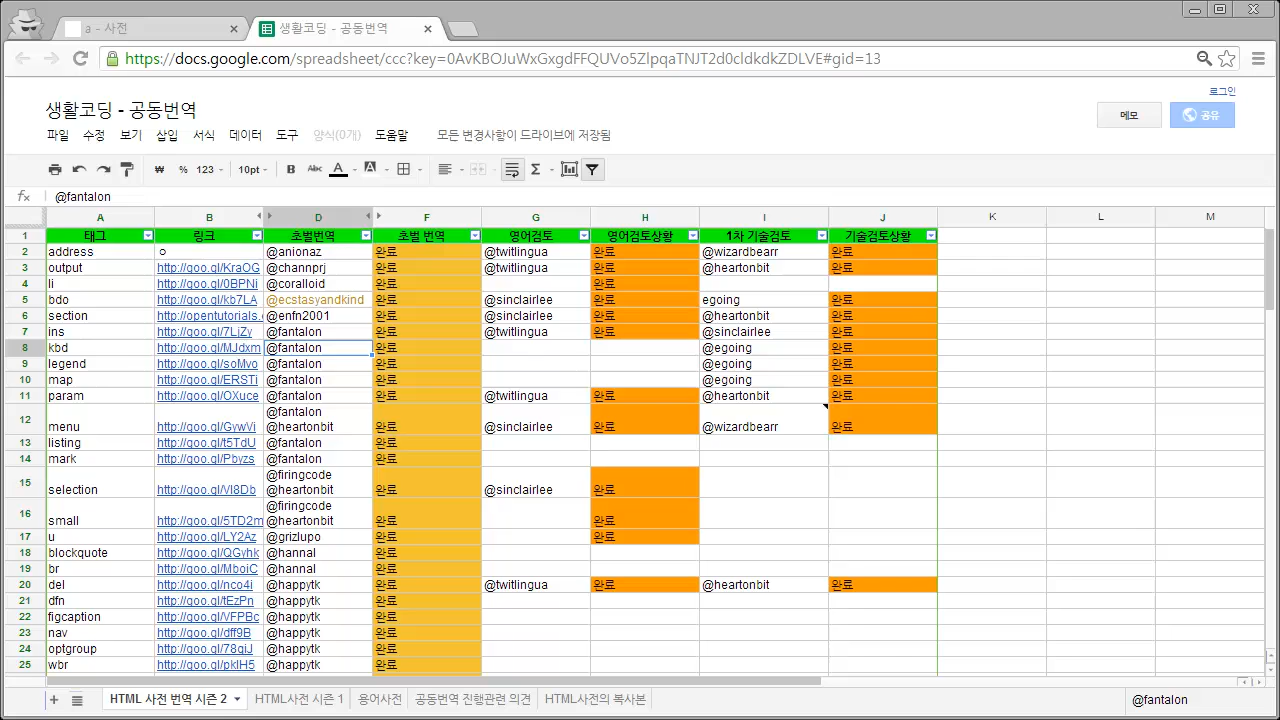 a - 사전
생활코딩 - 공동번역
https://docs.google.com/spreadsheet/ccc?key=0AvKBOJuWxGxgdFFQUVo5ZlpqaTNJT2d0cldkdkZDLVE#gid=13
로그인
생활코딩 - 공동번역
메모
공유
파일 수정 보기 삽입 서식 데이터 도구 양식(0개) 도움말 모든 변경사항이 드라이브에 저장됨
₩ % 123 10pt B Abc A A Σ
fx @fantalon
A B D F G H I J K L M
1 태그 링크 초벌번역 초벌 번역 영어검토 영어검토상황 1차 기술검토 기술검토상황
2 address ○ @anionaz 완료 @twitlingua 완료 @wizardbearr 완료
3 output http://goo.gl/KraOG @channprj 완료 @twitlingua 완료 @heartonbit 완료
4 li http://goo.gl/0BPNi @coralloid 완료 완료
5 bdo http://goo.gl/kb7LA @ecstasyandkind 완료 @sinclairlee 완료 egoing 완료
6 section http://opentutorials. @enfn2001 완료 @sinclairlee 완료 @heartonbit 완료
7 ins http://goo.gl/7LjZy @fantalon 완료 @twitlingua 완료 @sinclairlee 완료
8 kbd http://goo.gl/MJdxm @fantalon 완료 @egoing 완료
9 legend http://goo.gl/soMvo @fantalon 완료 @egoing 완료
10 map http://goo.gl/ERSTi @fantalon 완료 @egoing 완료
11 param http://goo.gl/OXuce @fantalon 완료 @twitlingua 완료 @heartonbit 완료
@fantalon
12 menu http://goo.gl/GywVi @heartonbit 완료 @sinclairlee 완료 @wizardbearr 완료
13 listing http://goo.gl/t5TdU @fantalon 완료
14 mark http://goo.gl/Pbyzs @fantalon 완료
@firingcode
15 selection http://goo.gl/Vl8Db @heartonbit 완료 @sinclairlee 완료
@firingcode
16 small http://goo.gl/5TD2m @heartonbit 완료 완료
17 u http://goo.gl/LY2Az @grizlupo 완료 완료
18 blockquote http://goo.gl/QGyhk @hannal 완료
19 br http://goo.gl/MboiC @hannal 완료
20 del http://goo.gl/nco4i @happytk 완료 @twitlingua 완료 @heartonbit 완료
21 dfn http://goo.gl/tEzPn @happytk 완료
22 figcaption http://goo.gl/VFPBc @happytk 완료
23 nav http://goo.gl/dff9B @happytk 완료
24 optgroup http://goo.gl/78qiJ @happytk 완료
25 wbr http://goo.gl/pklH5 @happytk 완료
HTML 사전 번역 시즌 2 HTML사전 시즌 1 용어사전 공동번역 진행관련 의견 HTML사전의 복사본 @fantalon